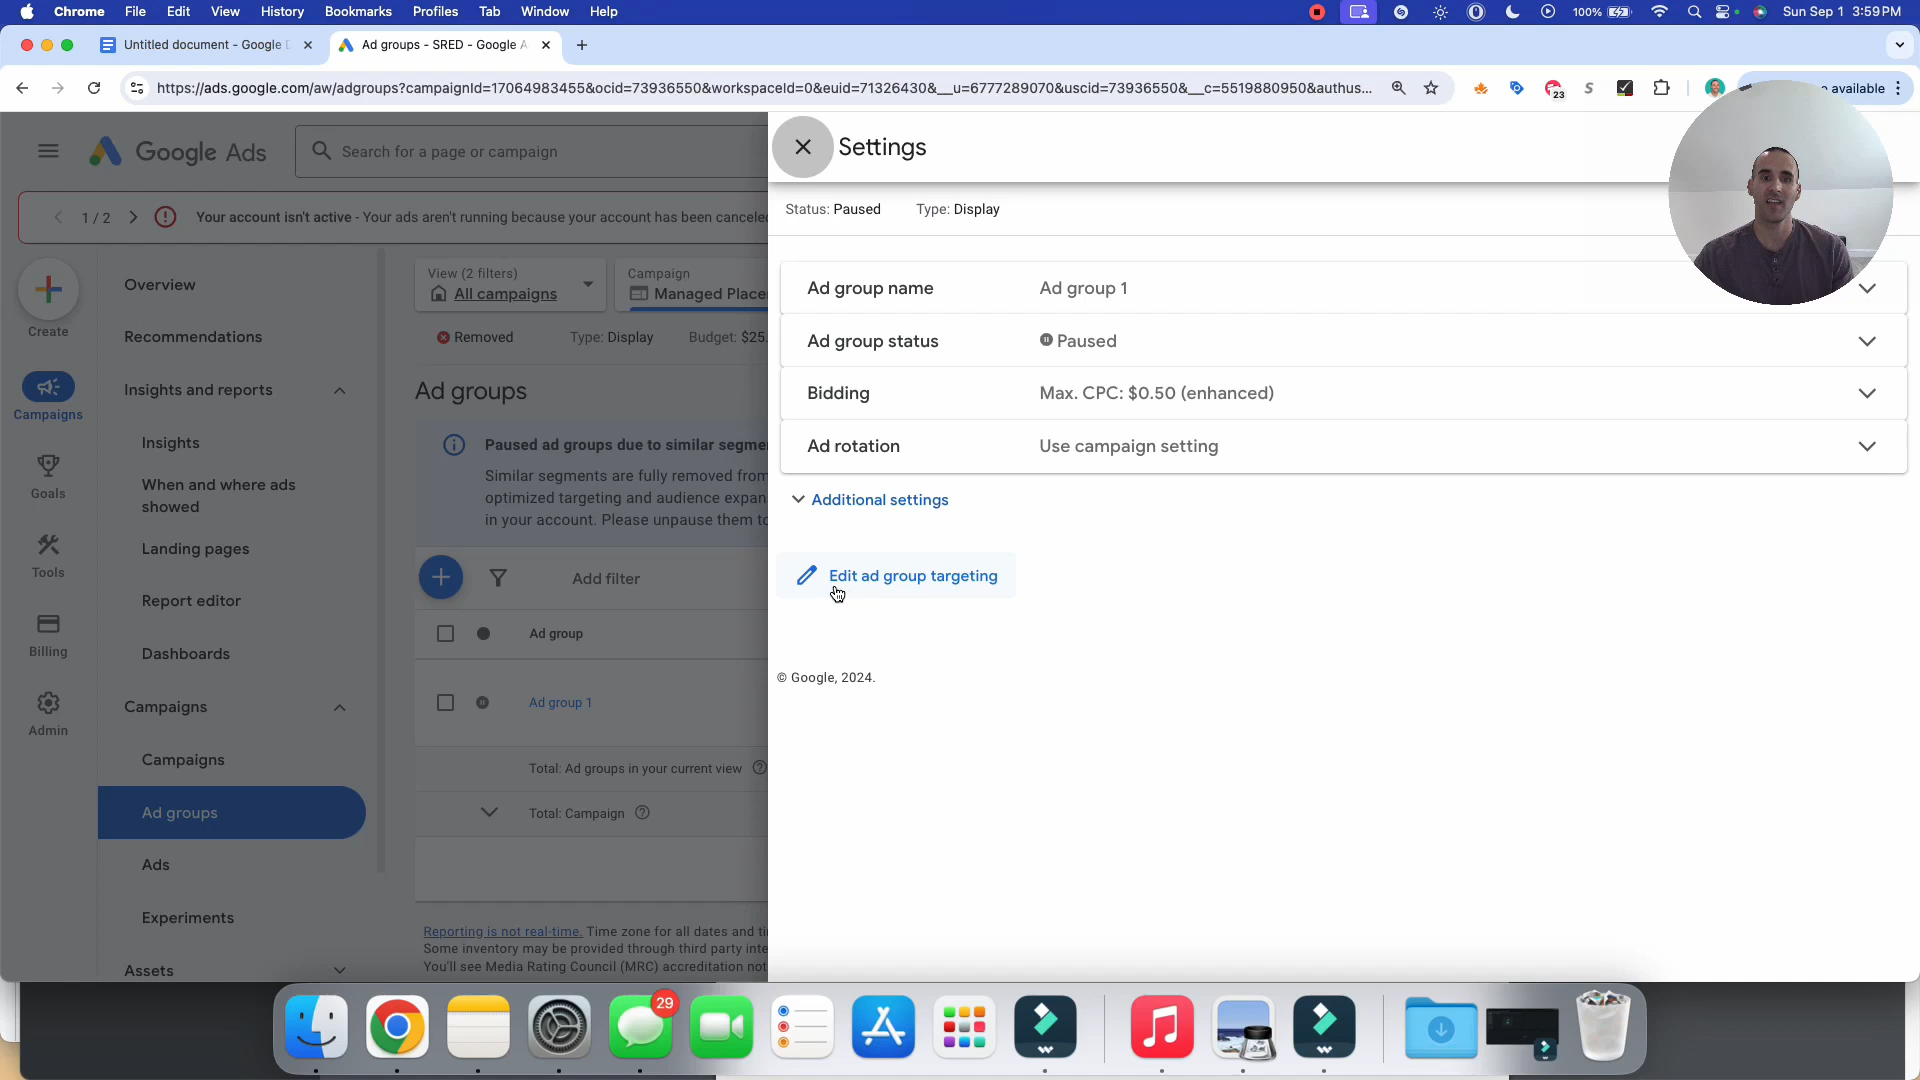 Chrome File Edit View History Bookmarks Profiles Tab Window Help 100% Sun Sep 1 3:59 PM
Untitled document - Google D Ad groups - SRED - Google A
https://ads.google.com/aw/adgroups?campaignId=17064983455&ocid=73936550&workspaceId=0&euid=71326430&__u=6777289070&uscid=73936550&__c=5519880950&authus... 23 available
Google Ads
Search for a page or campaign
Settings
1 / 2 Your account isn't active - Your ads aren't running because your account has been cancele
Status: Paused Type: Display
Create
Campaigns
Goals
Tools
Billing
Admin
Overview
Recommendations
Insights and reports
Insights
When and where ads
showed
Landing pages
Report editor
Dashboards
Campaigns
Campaigns
Ad groups
Ads
Experiments
Assets
View (2 filters)
All campaigns
Campaign
Managed Place
Removed Type: Display Budget: $25.
Ad groups
Paused ad groups due to similar segme
Similar segments are fully removed from
optimized targeting and audience expan
in your account. Please unpause them to
Add filter
Ad group
Ad group 1
Total: Ad groups in your current view
Total: Campaign
Reporting is not real-time. Time zone for all dates and ti
Some inventory may be provided through third party inte
You'll see Media Rating Council (MRC) accreditation not
Ad group name Ad group 1
Ad group status Paused
Bidding Max. CPC: $0.50 (enhanced)
Ad rotation Use campaign setting
Additional settings
Edit ad group targeting
© Google, 2024.
29